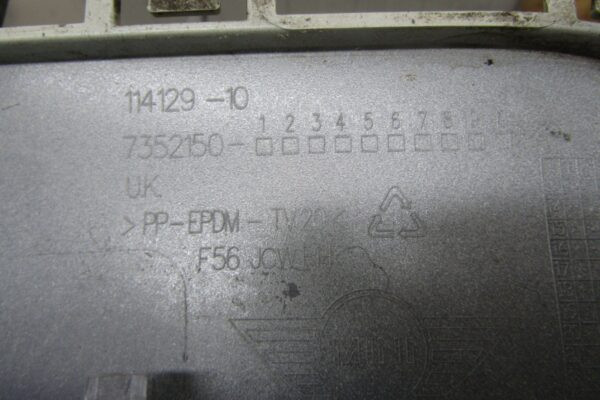 114129-10
1 2 3 4 5 6 7 8
7352150-
UK
>PP-EPDM-TV20<
F56 JCW
MINI